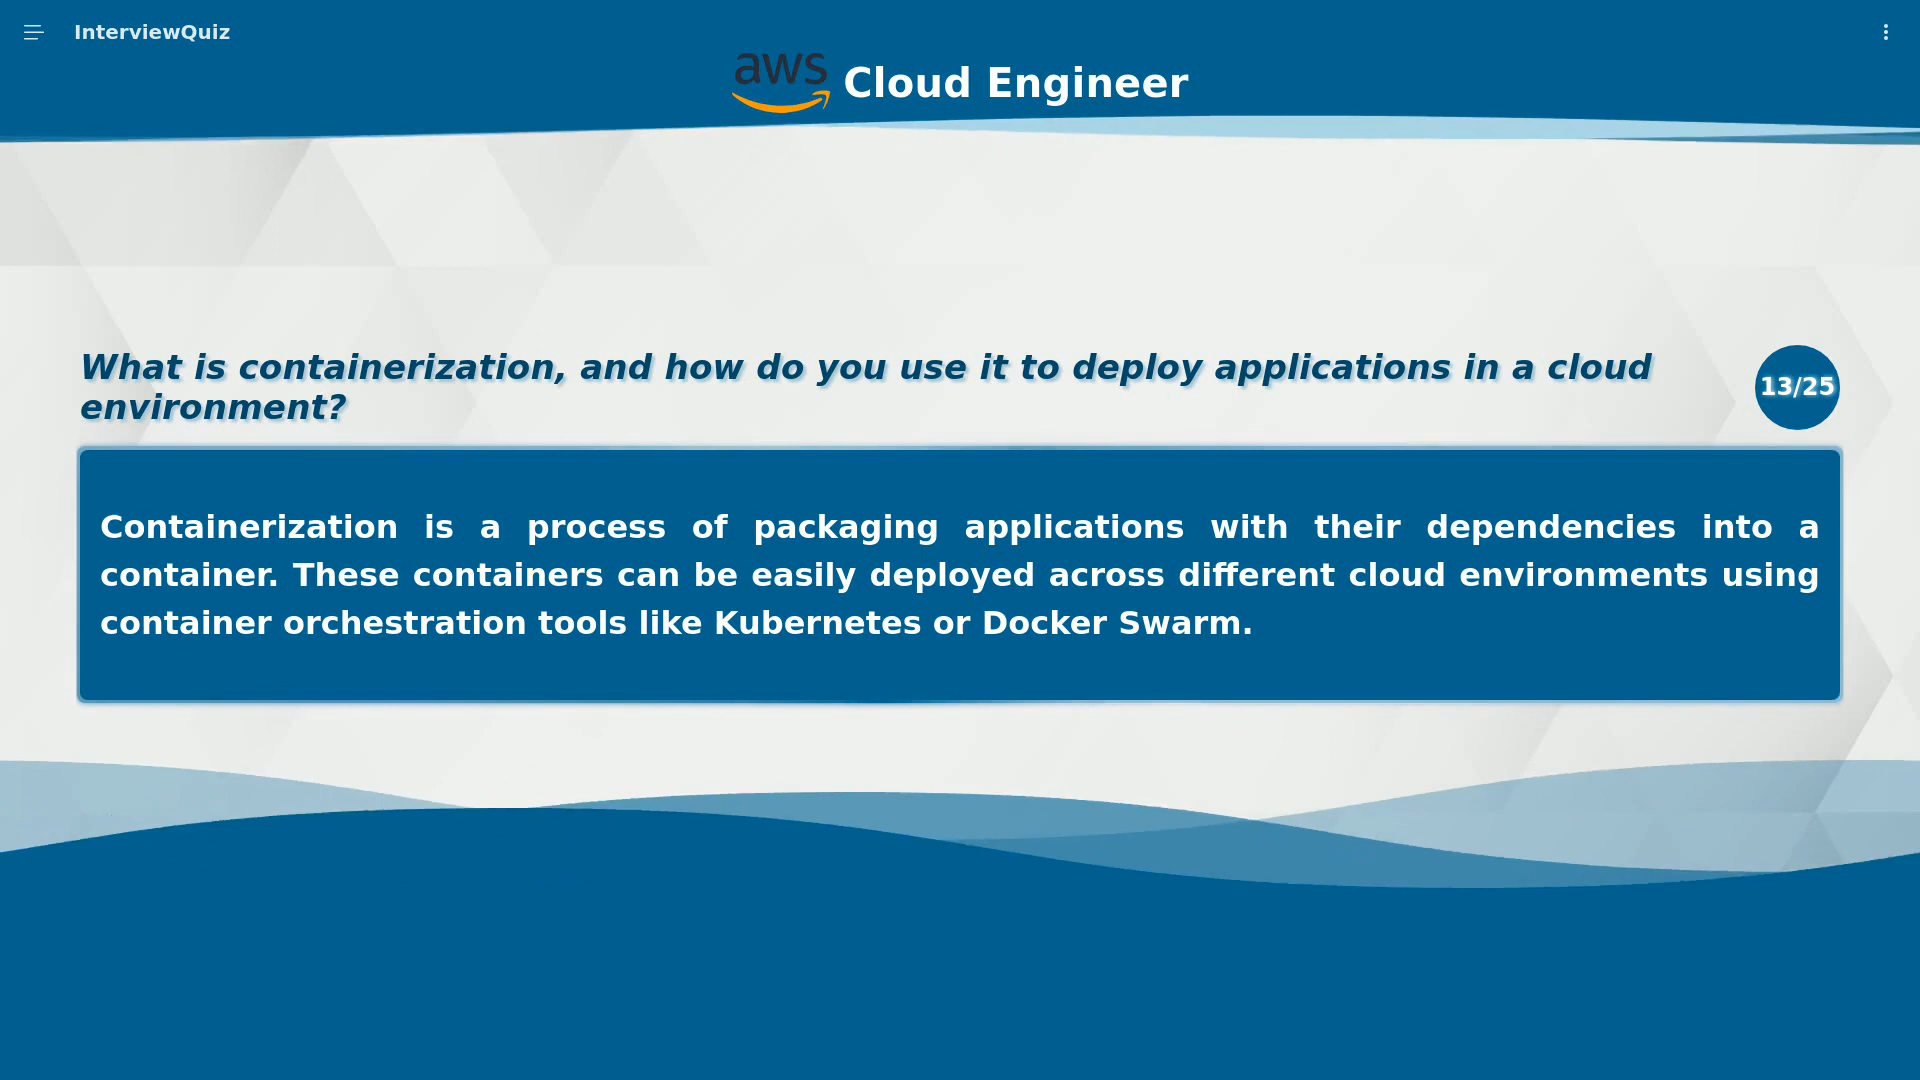 InterviewQuiz
aws
Cloud Engineer
What is containerization, and how do you use it to deploy applications in a cloud
environment?
13/25
Containerization is a process of packaging applications with their dependencies into a
container. These containers can be easily deployed across different cloud environments using
container orchestration tools like Kubernetes or Docker Swarm.